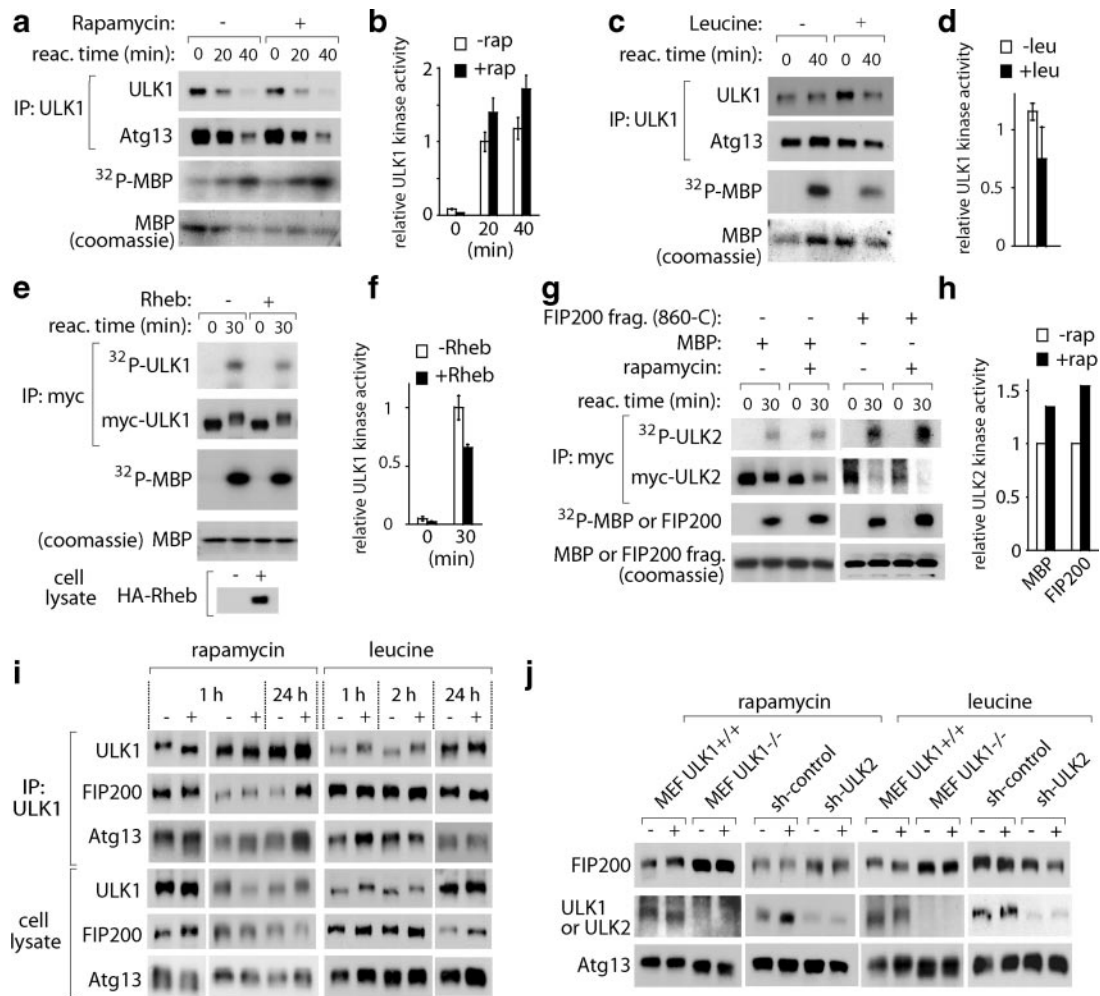 a
Rapamycin: - +
reac. time (min): 0 20 40 0 20 40
IP: ULK1
ULK1
Atg13
32P-MBP
MBP
(coomassie)
b
-rap
+rap
relative ULK1 kinase activity
2
1
0
0 20 40
(min)
c
Leucine: - +
reac. time (min): 0 40 0 40
IP: ULK1
ULK1
Atg13
32P-MBP
MBP
(coomassie)
d
-leu
+leu
relative ULK1 kinase activity
1
0.5
0
e
Rheb: - +
reac. time (min): 0 30 0 30
IP: myc
32P-ULK1
myc-ULK1
32P-MBP
(coomassie) MBP
cell
lysate
- +
HA-Rheb
f
-Rheb
+Rheb
relative ULK1 kinase activity
1
0.5
0
0 30
(min)
g
FIP200 frag. (860-C) - - + +
MBP: + + - -
rapamycin: - + - +
reac. time (min): 0 30 0 30 0 30 0 30
IP: myc
32P-ULK2
myc-ULK2
32P-MBP or FIP200
MBP or FIP200 frag.
(coomassie)
h
-rap
+rap
relative ULK2 kinase activity
1.5
1
0.5
0
MBP
FIP200
i
rapamycin leucine
1 h 24 h 1 h 2 h 24 h
- + - + - + - + - + - +
IP:
ULK1
ULK1
FIP200
Atg13
cell
lysate
ULK1
FIP200
Atg13
j
rapamycin leucine
MEF ULK1+/+ MEF ULK1-/- sh-control sh-ULK2 MEF ULK1+/+ MEF ULK1-/- sh-control sh-ULK2
- + - + - + - + - + - + - + - +
FIP200
ULK1
or ULK2
Atg13